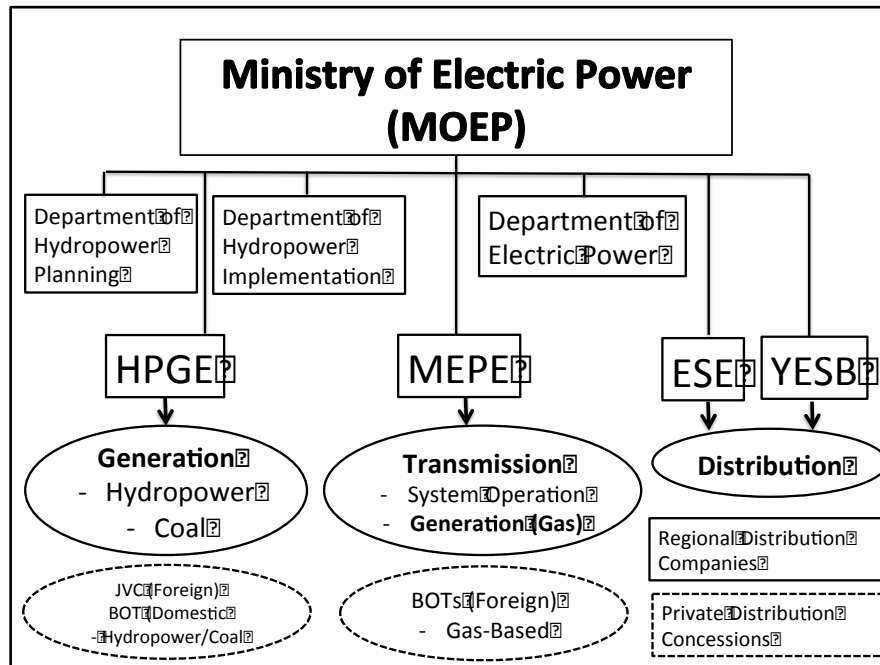 Ministry of Electric Power
(MOEP)
Department of
Hydropower
Planning
Department of
Hydropower
Implementation
Department of
Electric Power
HPGE
MEPE
ESE
YESB
Generation
- Hydropower
- Coal
Transmission
- System Operation
- Generation (Gas)
Distribution
Regional Distribution
Companies
JVC (Foreign)
BOT (Domestic
- Hydropower/Coal
BOTs (Foreign)
- Gas-Based
Private Distribution
Concessions